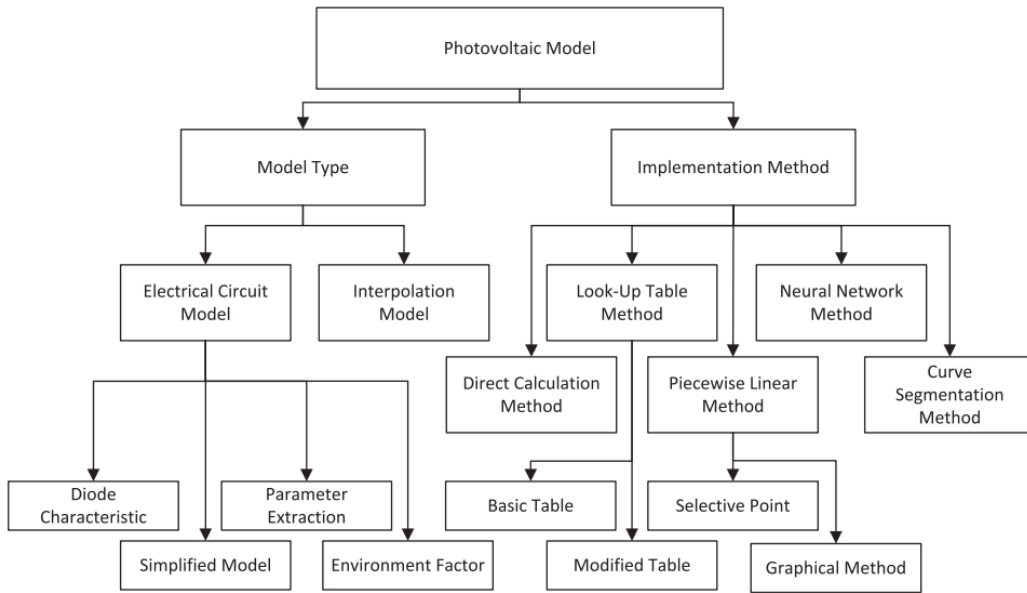 Photovoltaic Model
Model Type
Implementation Method
Electrical Circuit
Model
Interpolation
Model
Look-Up Table
Method
Neural Network
Method
Direct Calculation
Method
Piecewise Linear
Method
Curve
Segmentation
Method
Diode
Characteristic
Parameter
Extraction
Basic Table
Selective Point
Simplified Model
Environment Factor
Modified Table
Graphical Method